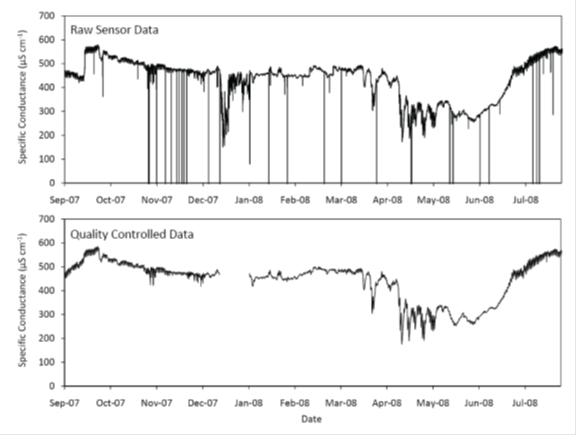 700
Raw Sensor Data
600
500
400
300
200
100
0
Specific Conductance (µS cm⁻¹)
Sep-07 Oct-07 Nov-07 Dec-07 Jan-08 Feb-08 Mar-08 Apr-08 May-08 Jun-08 Jul-08
700
Quality Controlled Data
600
500
400
300
200
100
0
Specific Conductance (µS cm⁻¹)
Sep-07 Oct-07 Nov-07 Dec-07 Jan-08 Feb-08 Mar-08 Apr-08 May-08 Jun-08 Jul-08
Date